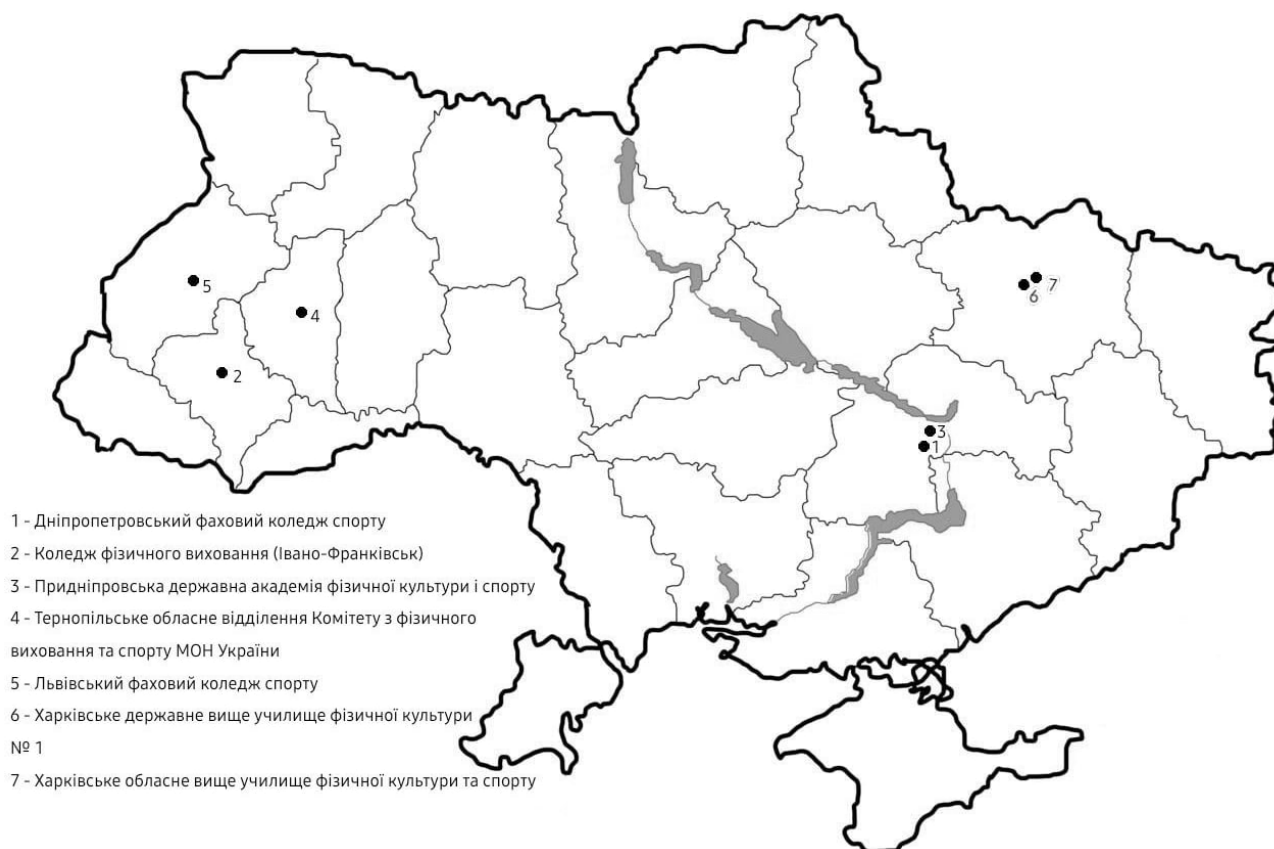 5
7
6
4
2
3
1
1 - Дніпропетровський фаховий коледж спорту
2 - Коледж фізичного виховання (Івано-Франківськ)
3 - Придніпровська державна академія фізичної культури і спорту
4 - Тернопільське обласне відділення Комітету з фізичного
виховання та спорту МОН України
5 - Львівський фаховий коледж спорту
6 - Харківське державне вище училище фізичної культури
№ 1
7 - Харківське обласне вище училище фізичної культури та спорту